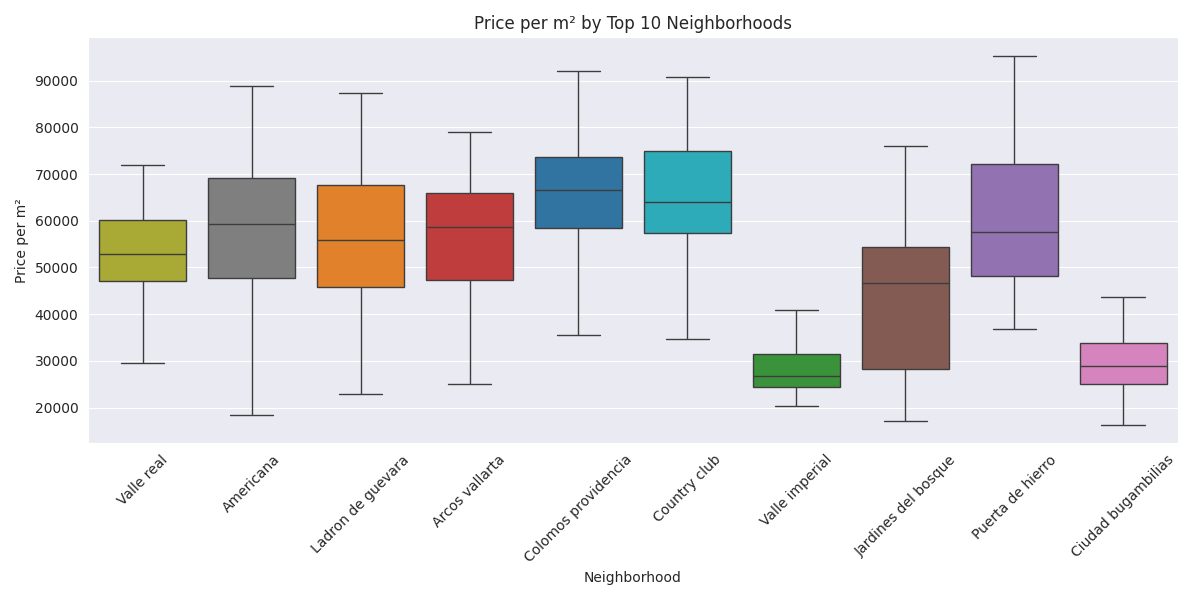 Price per m² by Top 10 Neighborhoods
Price per m²
90000
80000
70000
60000
50000
40000
30000
20000
Valle real
Americana
Ladron de guevara
Arcos vallarta
Colomos providencia
Country club
Valle imperial
Jardines del bosque
Puerta de hierro
Ciudad bugambilias
Neighborhood